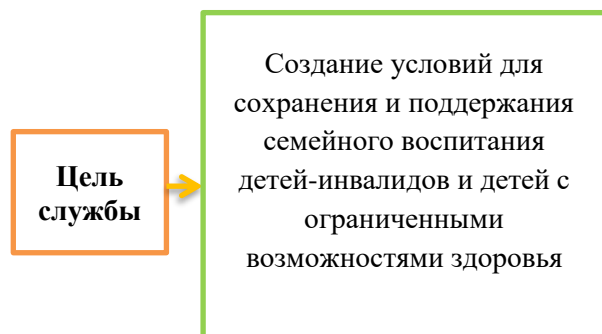 Цель
службы
Создание условий для
сохранения и поддержания
семейного воспитания
детей-инвалидов и детей с
ограниченными
возможностями здоровья